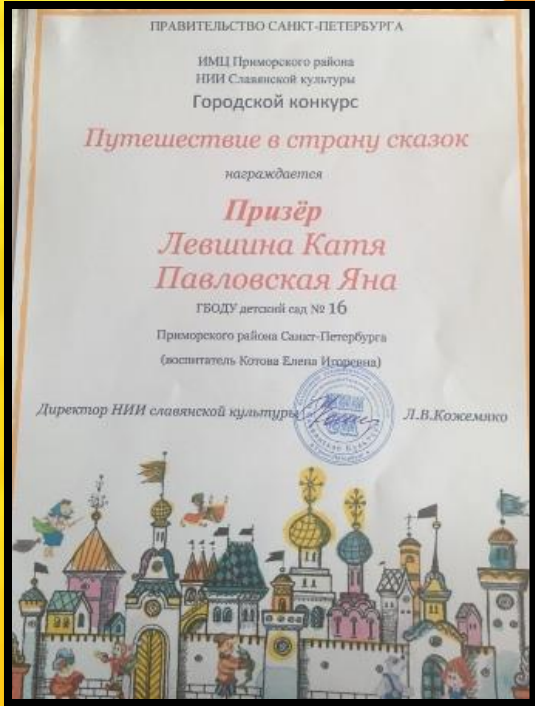 ПРАВИТЕЛЬСТВО САНКТ-ПЕТЕРБУРГА
ИМЦ Приморского района
НИИ Славянской культуры
Городской конкурс
Путешествие в страну сказок
награждается
Призёр
Левшина Катя
Павловская Яна
ГБОДУ детский сад № 16
Приморского района Санкт-Петербурга
(воспитатель Котова Елена Игоревна)
Директор НИИ славянской культуры Л.В.Кожемяко